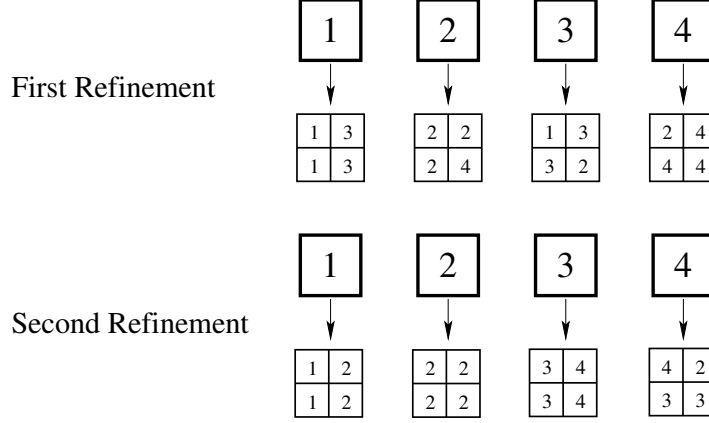 1 2 3 4
First Refinement
1 3 2 2 1 3 2 4
1 3 2 4 3 2 4 4
1 2 3 4
Second Refinement
1 2 2 2 3 4 4 2
1 2 2 2 3 4 3 3